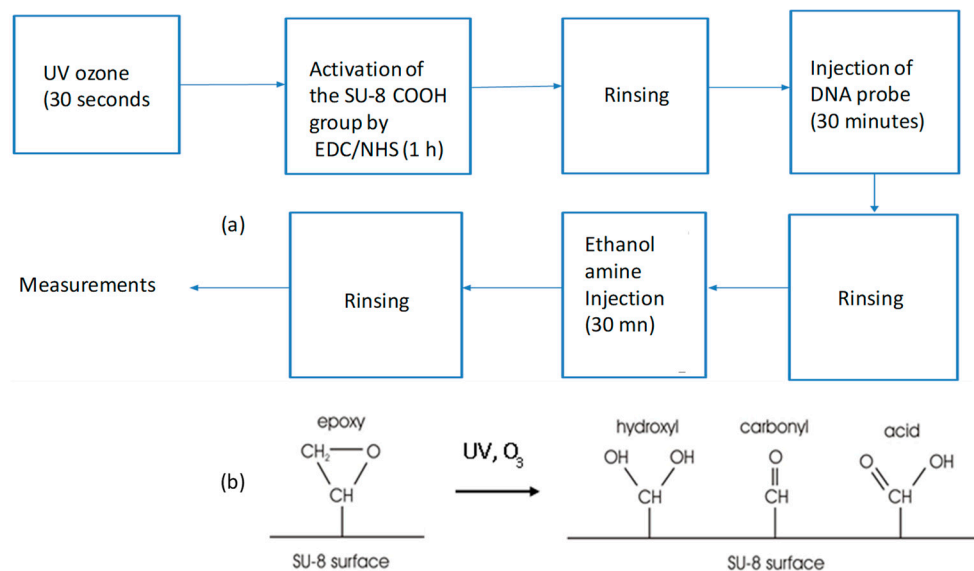 UV ozone
(30 seconds
Activation of
the SU-8 COOH
group by
EDC/NHS (1 h)
Rinsing
Injection of
DNA probe
(30 minutes)
(a)
Measurements
Rinsing
Ethanol
amine
Injection
(30 mn)
Rinsing
(b)
epoxy
CH₂
O
CH
SU-8 surface
UV, O₃
hydroxyl
OH
OH
CH
carbonyl
O
CH
acid
O
OH
CH
SU-8 surface